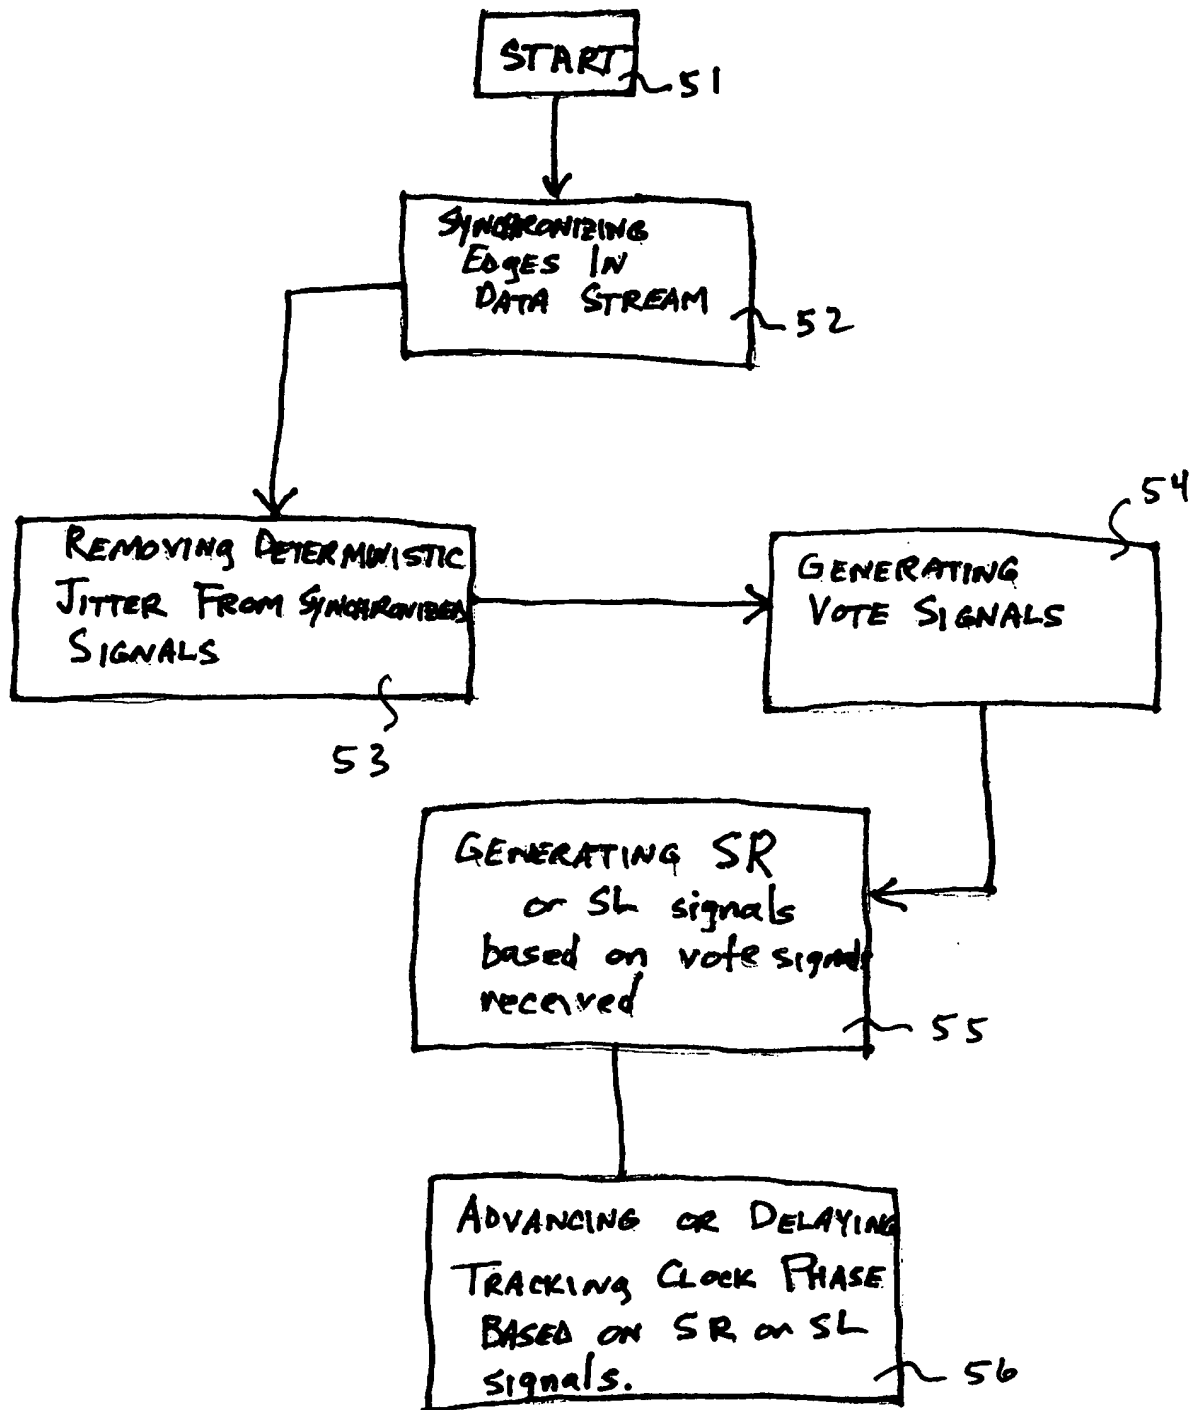 START
51
SYNCHRONIZING
EDGES IN
DATA STREAM
52
REMOVING DETERMINISTIC
JITTER FROM SYNCHRONIZED
SIGNALS
53
54
GENERATING
VOTE SIGNALS
GENERATING SR
or SL signals
based on vote signals
received
55
ADVANCING OR DELAYING
TRACKING CLOCK PHASE
BASED ON SR or SL
signals.
56